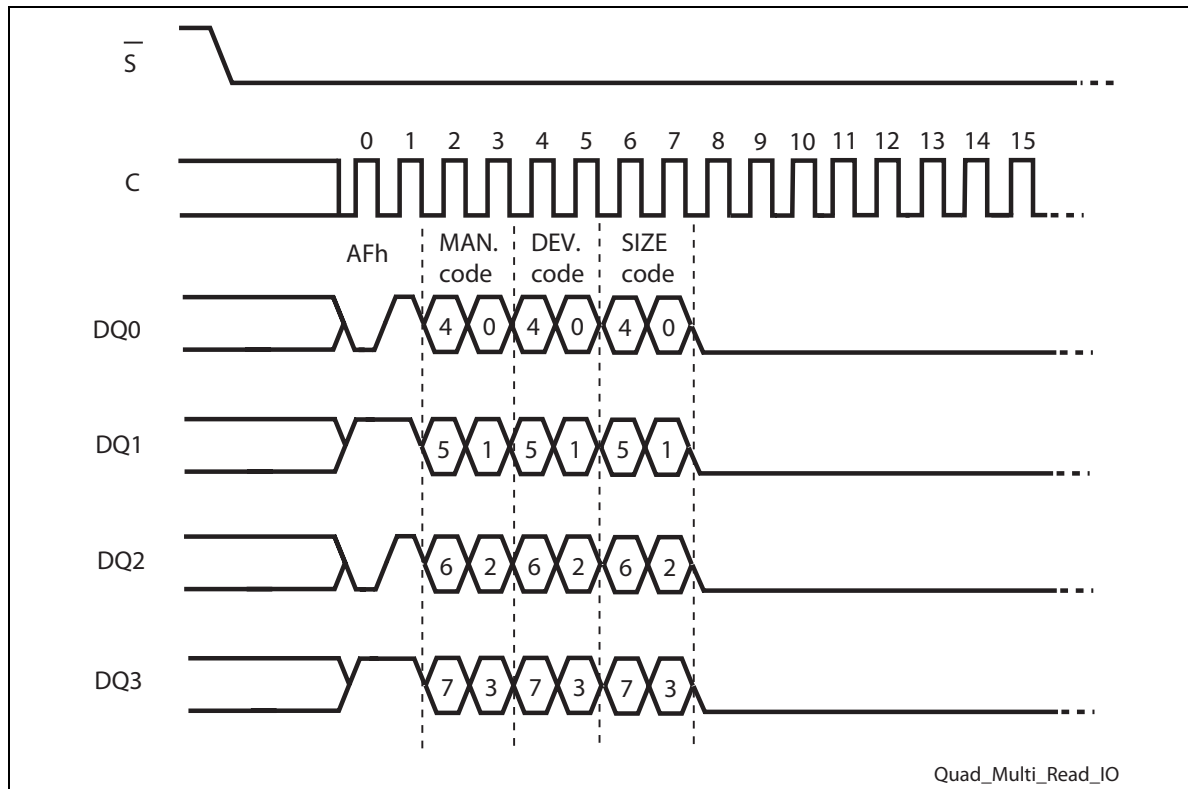 S
0 1 2 3 4 5 6 7 8 9 10 11 12 13 14 15
C
AFh
MAN. code
DEV. code
SIZE code
DQ0
4 0 4 0 4 0
DQ1
5 1 5 1 5 1
DQ2
6 2 6 2 6 2
DQ3
7 3 7 3 7 3
Quad_Multi_Read_IO